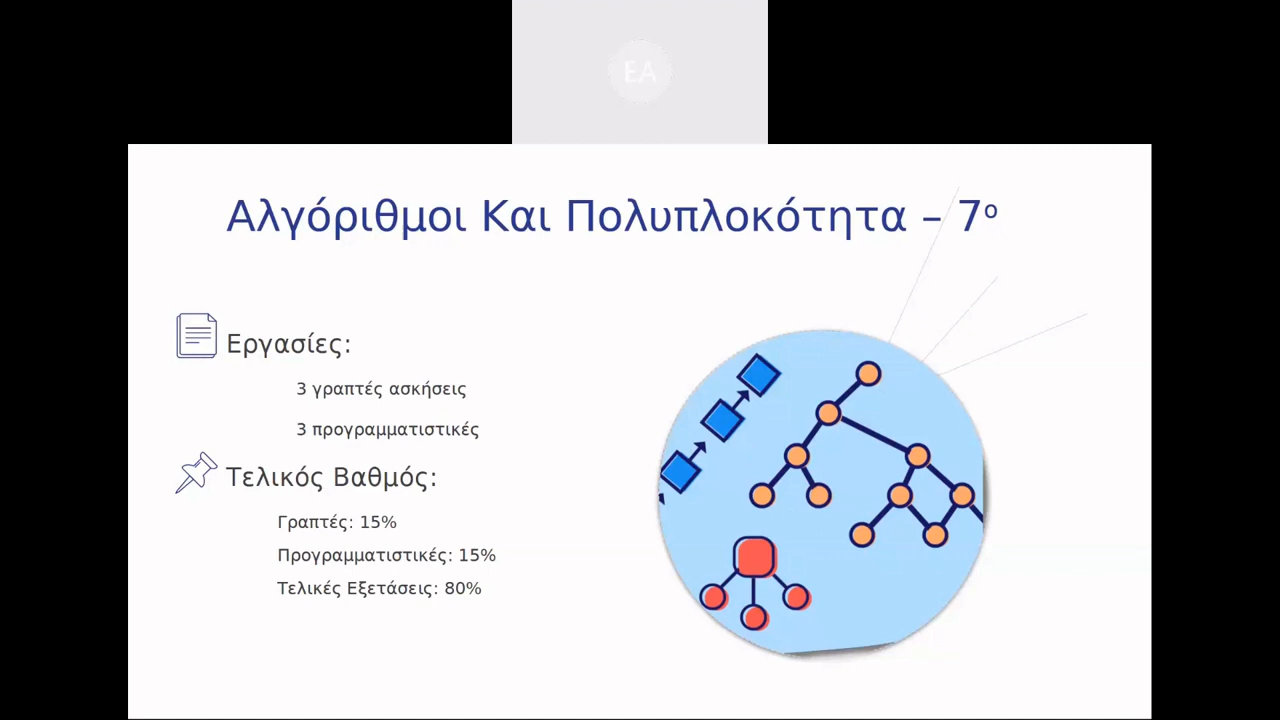 EA
Αλγόριθμοι Και Πολυπλοκότητα – 7ο
Εργασίες:
3 γραπτές ασκήσεις
3 προγραμματιστικές
Τελικός Βαθμός:
Γραπτές: 15%
Προγραμματιστικές: 15%
Τελικές Εξετάσεις: 80%